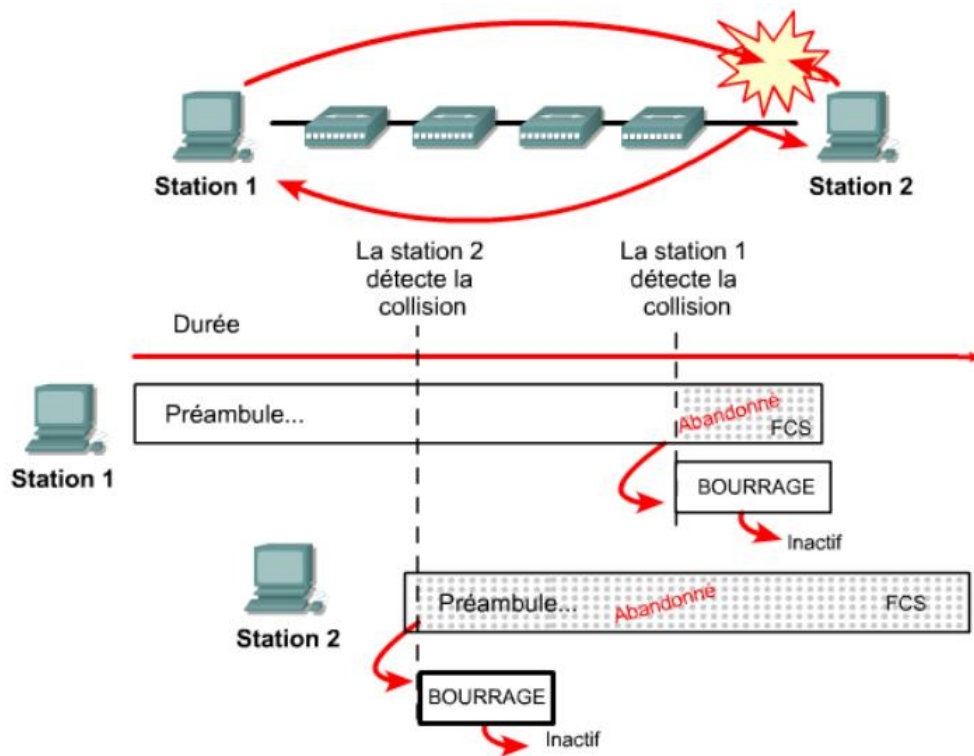 Station 1
Station 2
La station 2
détecte la
collision
La station 1
détecte la
collision
Durée
Préambule...
Abandonné
FCS
Station 1
BOURRAGE
Inactif
Préambule...
Abandonné
FCS
Station 2
BOURRAGE
Inactif